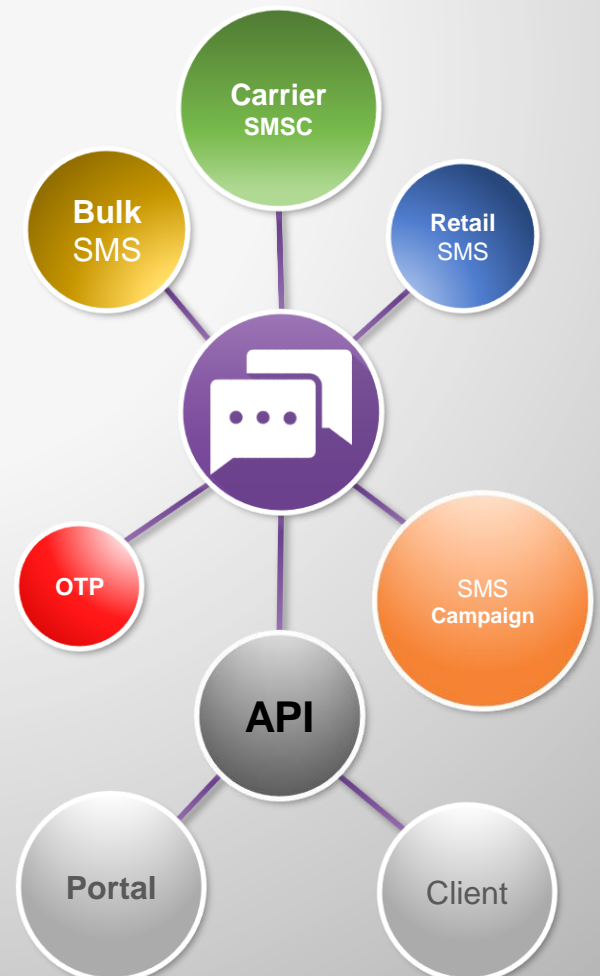 Carrier
SMSC
Bulk
SMS
Retail
SMS
OTP
SMS
Campaign
API
Portal
Client